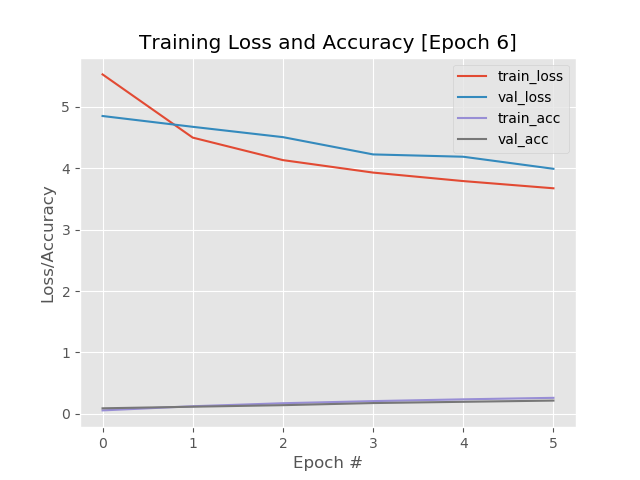 Training Loss and Accuracy [Epoch 6]
train_loss
val_loss
train_acc
val_acc
Loss/Accuracy
5
4
3
2
1
0
0 1 2 3 4 5
Epoch #